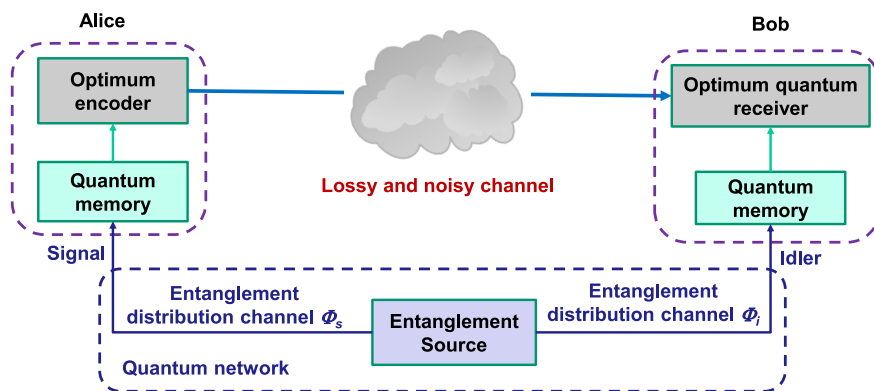 Alice
Bob
Optimum
encoder
Optimum quantum
receiver
Quantum
memory
Lossy and noisy channel
Quantum
memory
Signal
Idler
Entanglement
distribution channel Φs
Entanglement
Source
Entanglement
distribution channel Φi
Quantum network